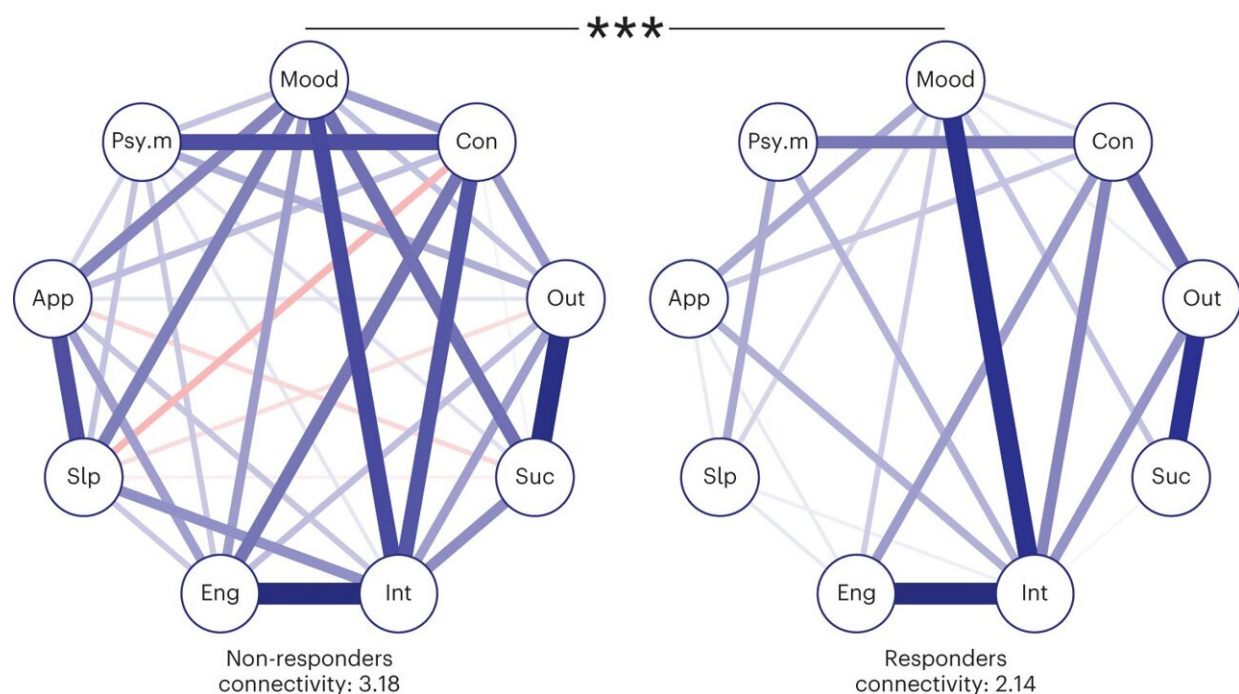 ***
Mood
Psy.m
Con
App
Out
Slp
Suc
Eng
Int
Non-responders
connectivity: 3.18
Mood
Psy.m
Con
App
Out
Slp
Suc
Eng
Int
Responders
connectivity: 2.14